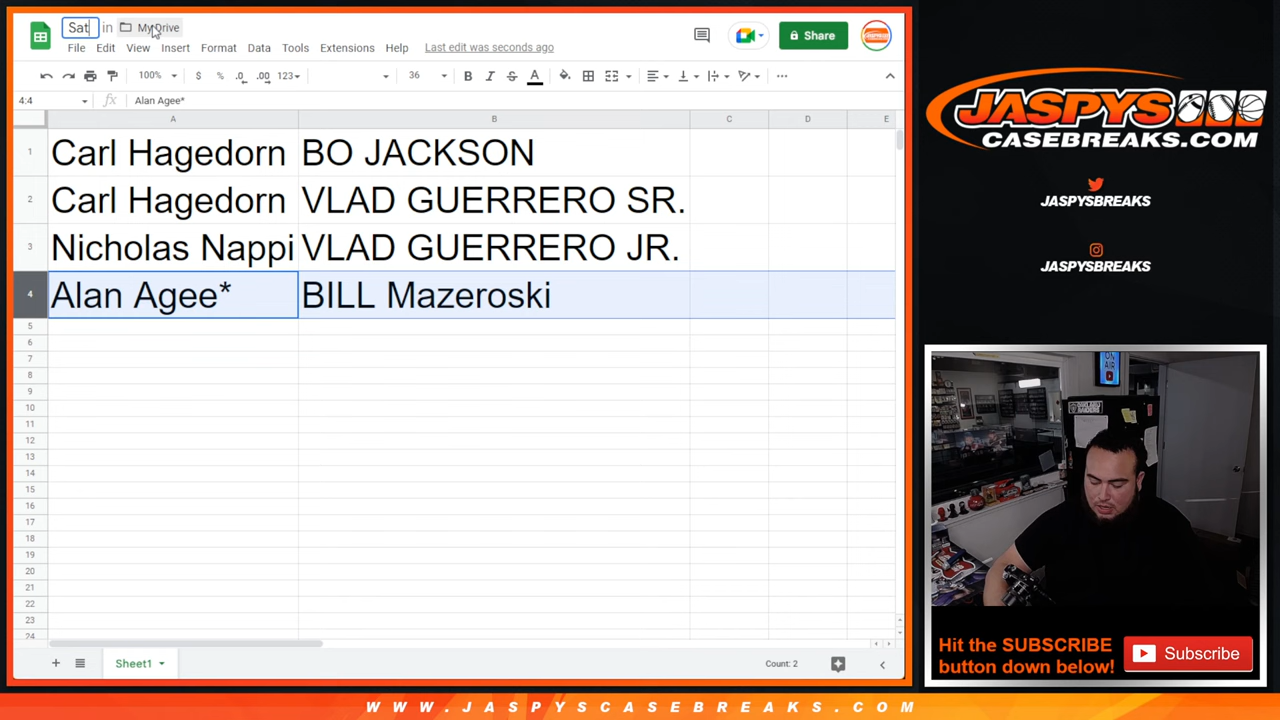 Sat in My Drive
File Edit View Insert Format Data Tools Extensions Help Last edit was seconds ago
Share
100% $ % .0 .00 123 36 B I S A
4:4 fx Alan Agee*
A B C D E
1 Carl Hagedorn BO JACKSON
2 Carl Hagedorn VLAD GUERRERO SR.
3 Nicholas Nappi VLAD GUERRERO JR.
4 Alan Agee* BILL Mazeroski
5
6
7
8
9
10
11
12
13
14
15
16
17
18
19
20
21
22
23
24
+ Sheet1 Count: 2
JASPYS
CASEBREAKS.COM
JASPYSBREAKS
JASPYSBREAKS
ON
AIR
RAIDERS
Hit the SUBSCRIBE
button down below!
Subscribe
WWW.JASPYSCASEBREAKS.COM